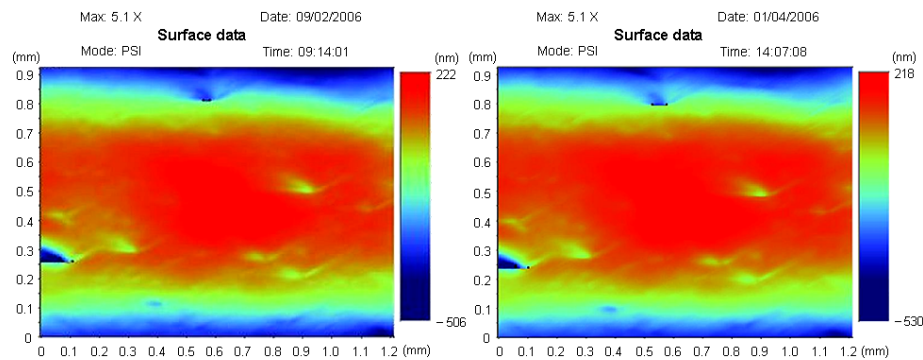 Max: 5.1 X Date: 09/02/2006
Surface data
Mode: PSI Time: 09:14:01
(mm) (nm)
222
0.9
0.8
0.7
0.6
0.5
0.4
0.3
0.2
0.1
0
−506
0 0.1 0.2 0.3 0.4 0.5 0.6 0.7 0.8 0.9 1.0 1.1 1.2 (mm)
Max: 5.1 X Date: 01/04/2006
Surface data
Mode: PSI Time: 14:07:08
(mm) (nm)
218
0.9
0.8
0.7
0.6
0.5
0.4
0.3
0.2
0.1
0
−530
0 0.1 0.2 0.3 0.4 0.5 0.6 0.7 0.8 0.9 1.0 1.1 1.2 (mm)